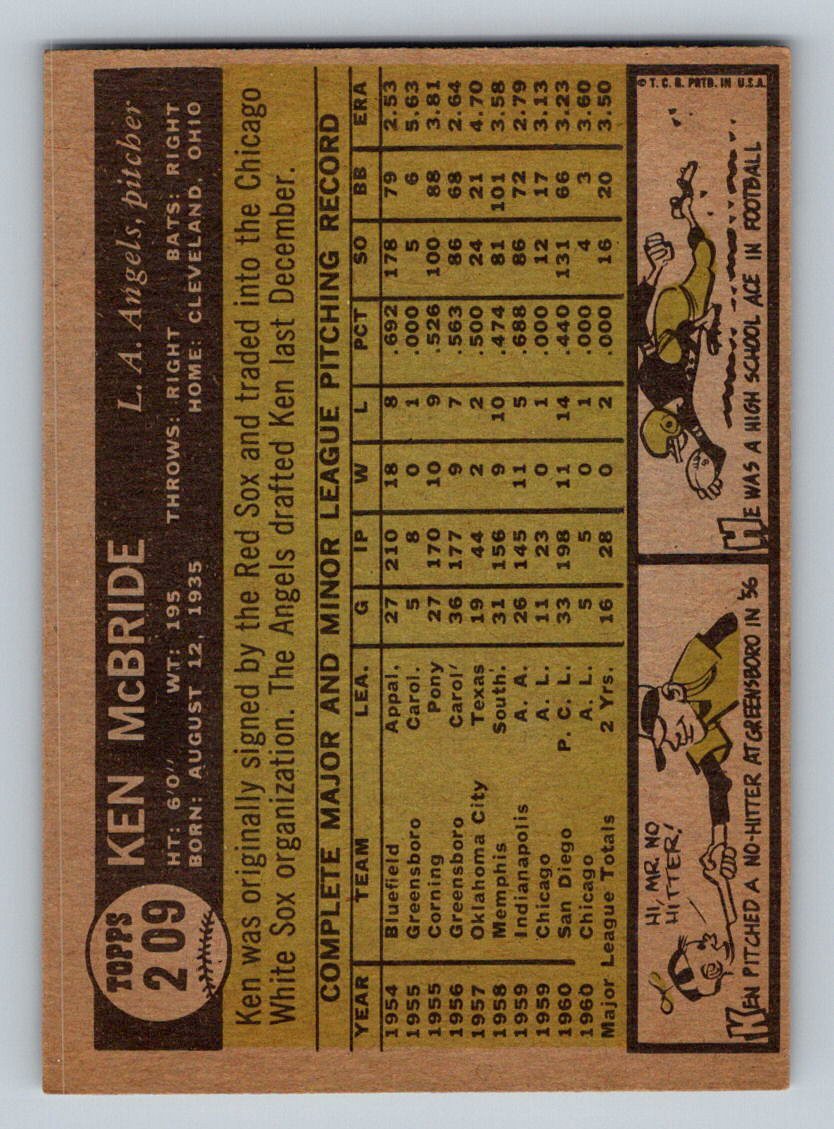 TOPPS
209
KEN McBRIDE
L. A. Angels, pitcher
HT: 6'0" WT: 195 THROWS: RIGHT BATS: RIGHT
BORN: AUGUST 12, 1935 HOME: CLEVELAND, OHIO
Ken was originally signed by the Red Sox and traded into the Chicago
White Sox organization. The Angels drafted Ken last December.
COMPLETE MAJOR AND MINOR LEAGUE PITCHING RECORD
YEAR TEAM LEA. G IP W L PCT SO BB ERA
1954 Bluefield Appal. 27 210 18 8 .692 178 79 2.53
1955 Greensboro Carol. 5 8 0 1 .000 5 6 5.63
1955 Corning Pony 27 170 10 9 .526 100 88 3.81
1956 Greensboro Carol. 36 177 9 7 .563 86 68 2.64
1957 Oklahoma City Texas 19 44 2 2 .500 24 21 4.70
1958 Memphis South. 31 156 9 10 .474 81 101 3.58
1959 Indianapolis A. A. 26 145 11 5 .688 86 72 2.79
1959 Chicago A. L. 11 23 0 1 .000 12 17 3.13
1960 San Diego P. C. L. 33 198 11 14 .440 131 66 3.23
1960 Chicago A. L. 5 5 0 1 .000 4 3 3.60
Major League Totals 2 Yrs. 16 28 0 2 .000 16 20 3.50
HI, MR. NO
HITTER!
KEN PITCHED A NO-HITTER AT GREENSBORO IN '56
HE WAS A HIGH SCHOOL ACE IN FOOTBALL
© T. C. G. PRTD. IN U.S.A.